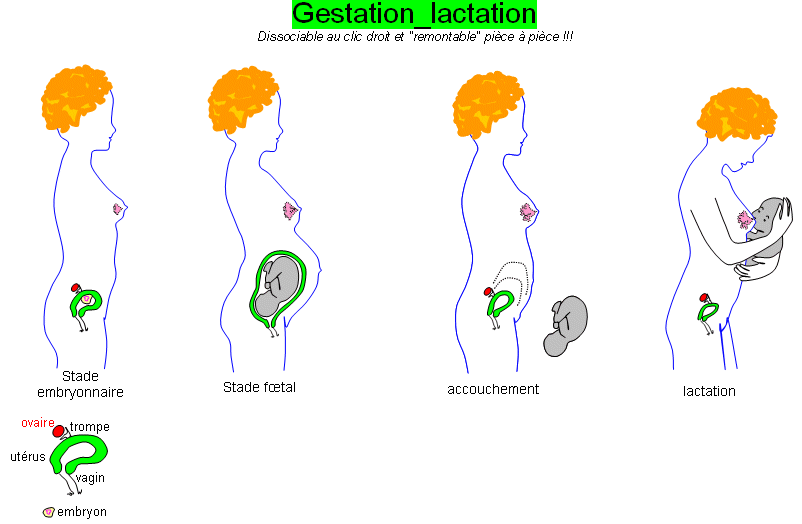 Gestation_lactation
Dissociable au clic droit et "remontable" pièce à pièce !!!
Stade
embryonnaire
Stade fœtal
accouchement
lactation
ovaire
trompe
utérus
vagin
embryon